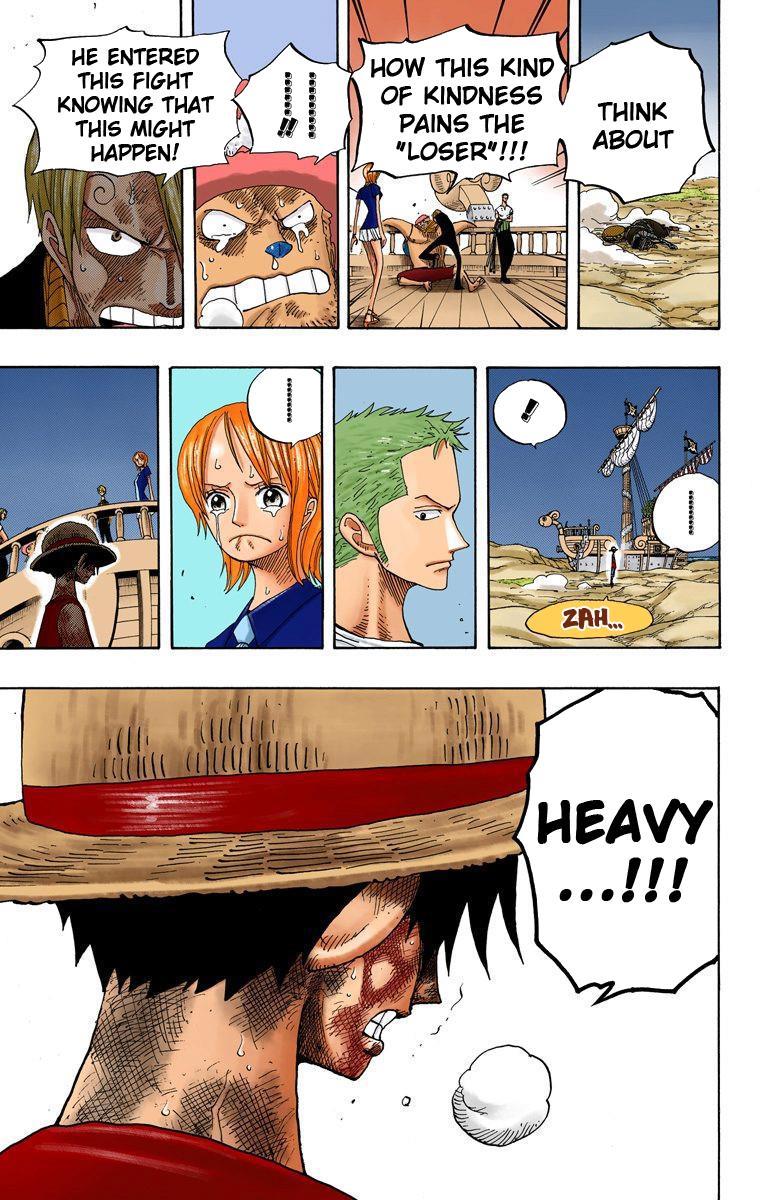 THINK
ABOUT
HOW THIS KIND
OF KINDNESS
PAINS THE
"LOSER"!!!
!!
HE ENTERED
THIS FIGHT
KNOWING THAT
THIS MIGHT
HAPPEN!
!
ZAH...
HEAVY
...!!!